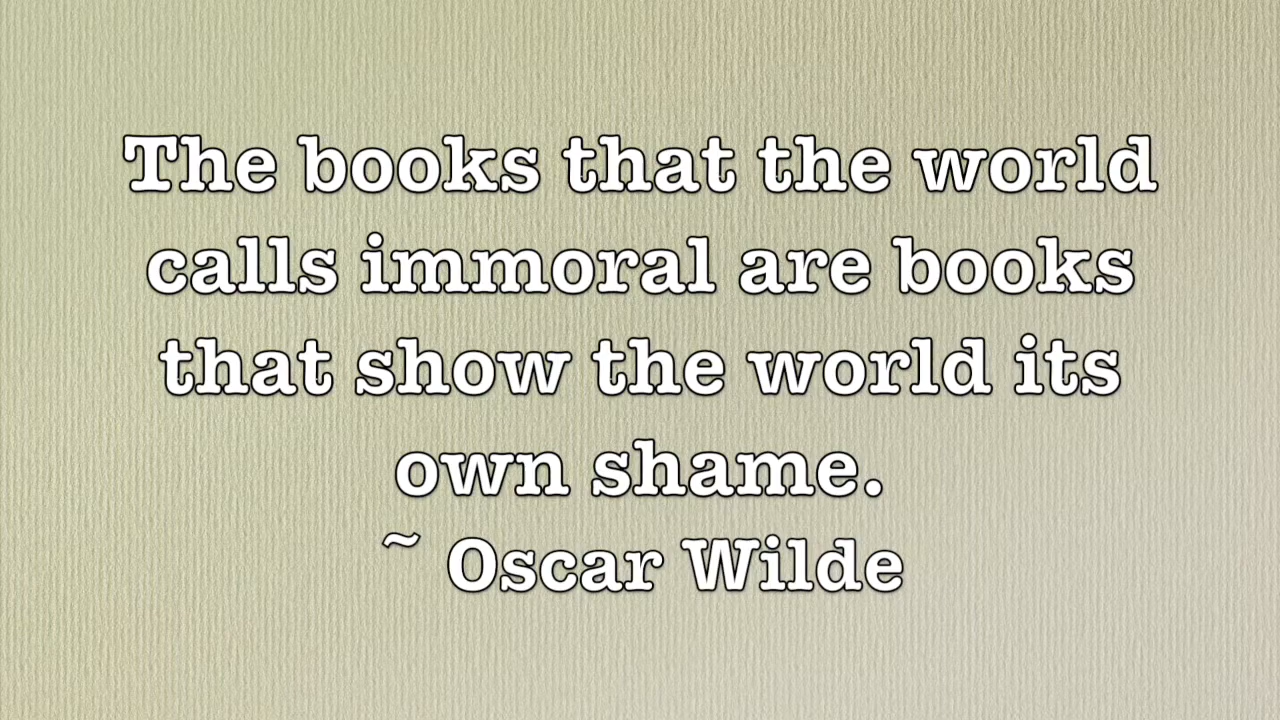 The books that the world
calls immoral are books
that show the world its
own shame.
~ Oscar Wilde